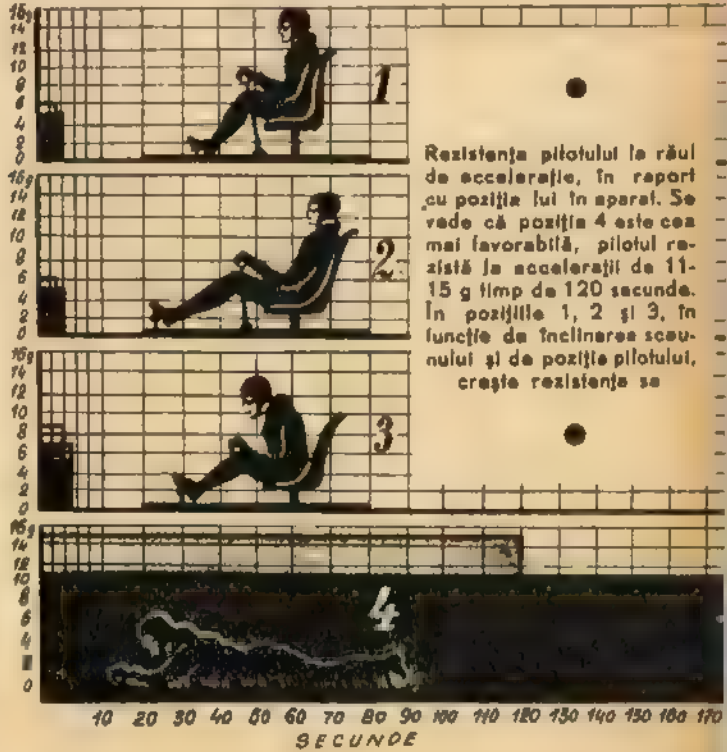 16g
14
12
10
8
6
4
2
0
1
16g
14
12
10
8
6
4
2
0
2
16g
14
12
10
8
6
4
2
0
3
Rezistența pilotului la răul
de accelerație, în raport
cu poziția lui în aparat. Se
vede că poziția 4 este cea
mai favorabilă, pilotul re-
zistă la accelerații de 11-
15 g timp de 120 secunde.
În pozițiile 1, 2 și 3, în
funcție de înclinarea scau-
nului și de poziția pilotului,
crește rezistența sa
16g
14
12
10
8
6
4
0
4
10 20 30 40 50 60 70 80 90 100 110 120 130 140 150 160 170
SECUNDE